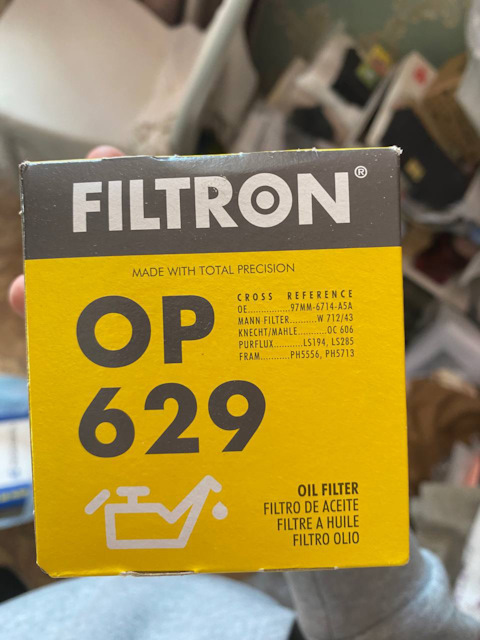 FILTRON®
MADE WITH TOTAL PRECISION
OP
629
CROSS REFERENCE
OE...............97MM-6714-A5A
MANN FILTER..........W 712/43
KNECHT/MAHLE...........OC 606
PURFLUX...........LS194, LS285
FRAM...........PH5556, PH5713
OIL FILTER
FILTRO DE ACEITE
FILTRE A HUILE
FILTRO OLIO